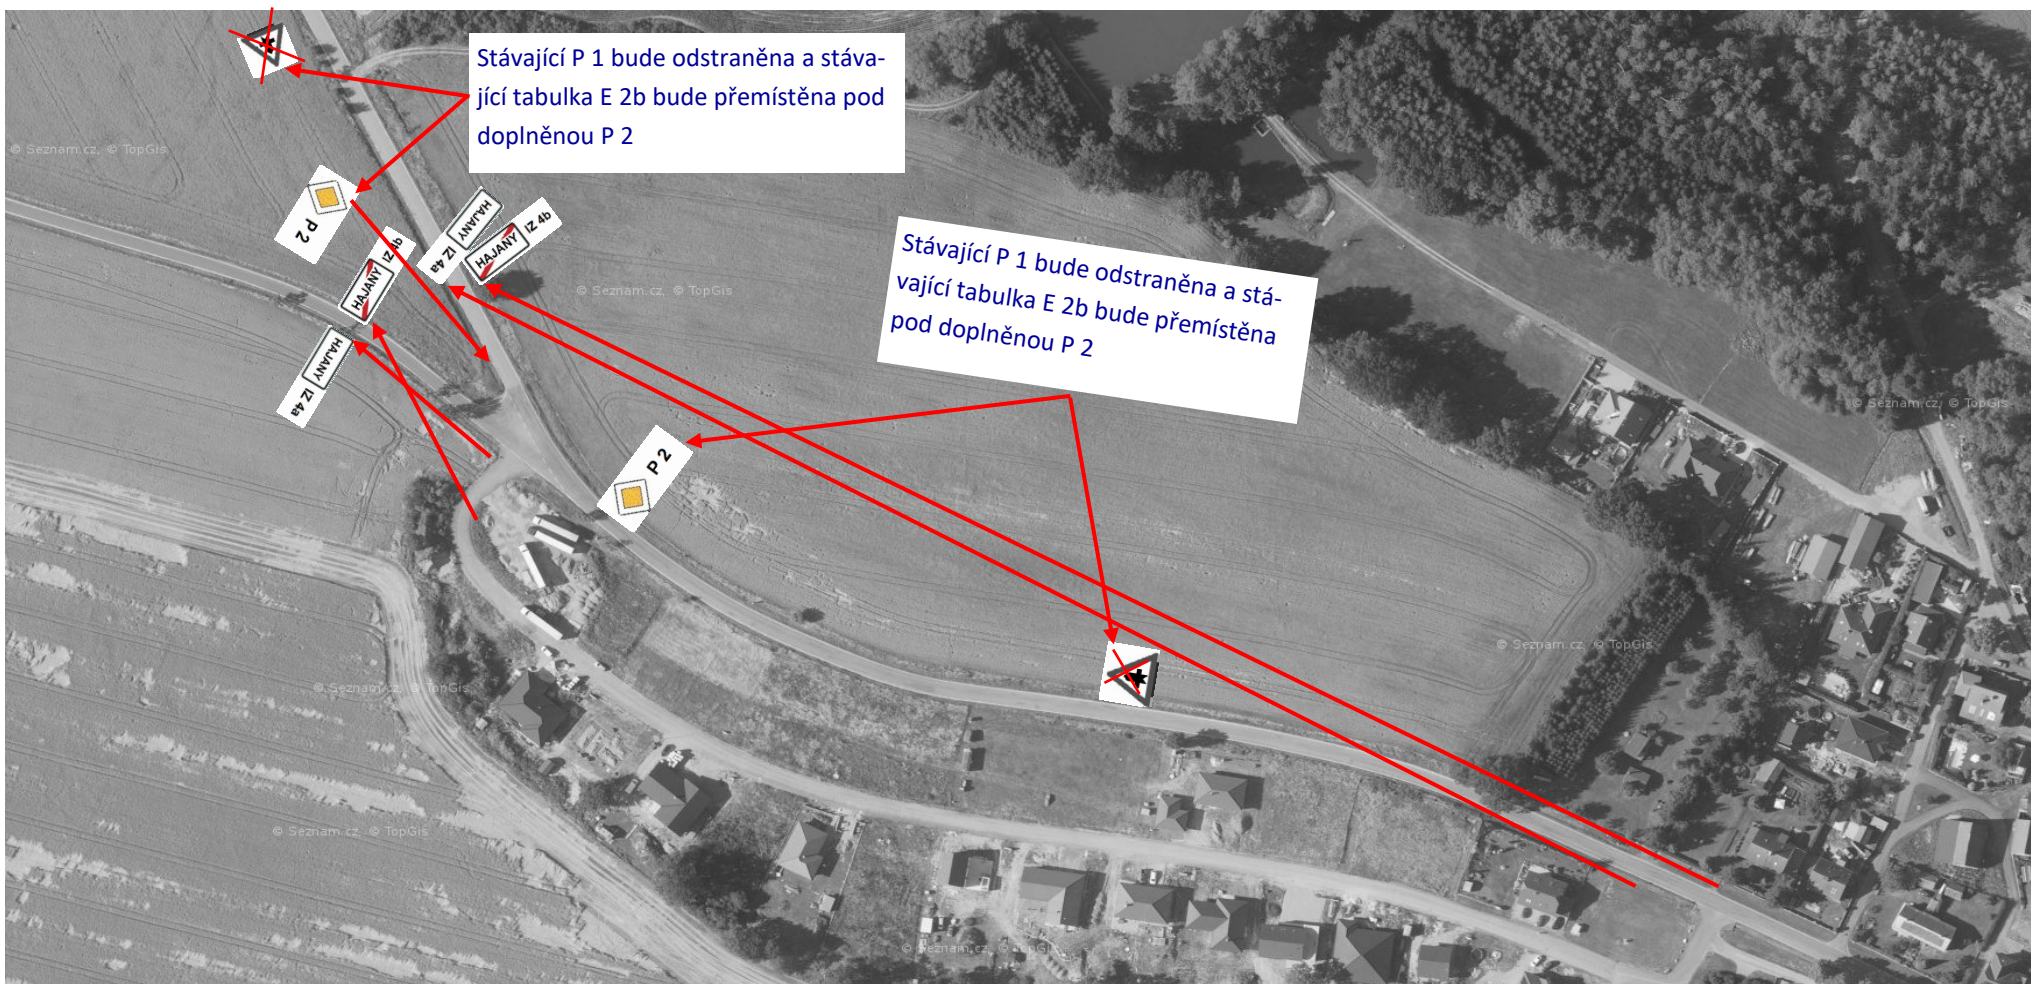 Stávající P 1 bude odstraněna a stáva-
jící tabulka E 2b bude přemístěna pod
doplněnou P 2
© Seznam.cz, © TopGis
P 2
HAJANY
IZ 4a
HAJANY IZ 4b
HAJANY IZ 4b
HAJANY
IZ 4a
Stávající P 1 bude odstraněna a stá-
vající tabulka E 2b bude přemístěna
pod doplněnou P 2
© Seznam.cz, © TopGis
© Seznam.cz, © TopGis
P 2
© Seznam.cz, © TopGis
© Seznam.cz, © TopGis
© Seznam.cz, © TopGis
© Seznam.cz, © TopGis